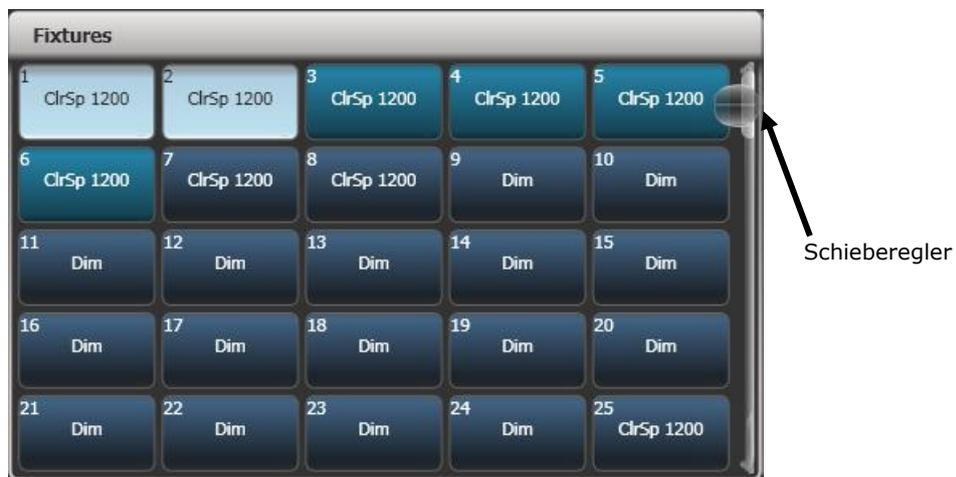 Fixtures
1 2 3 4 5
ClrSp 1200 ClrSp 1200 ClrSp 1200 ClrSp 1200 ClrSp 1200
6 7 8 9 10
ClrSp 1200 ClrSp 1200 ClrSp 1200 Dim Dim
11 12 13 14 15
Dim Dim Dim Dim Dim
Schieberegler
16 17 18 19 20
Dim Dim Dim Dim Dim
21 22 23 24 25
Dim Dim Dim Dim ClrSp 1200